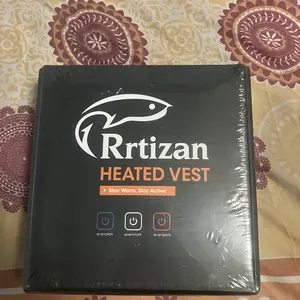 Rrtizan
HEATED VEST
Stay Warm, Stay Active